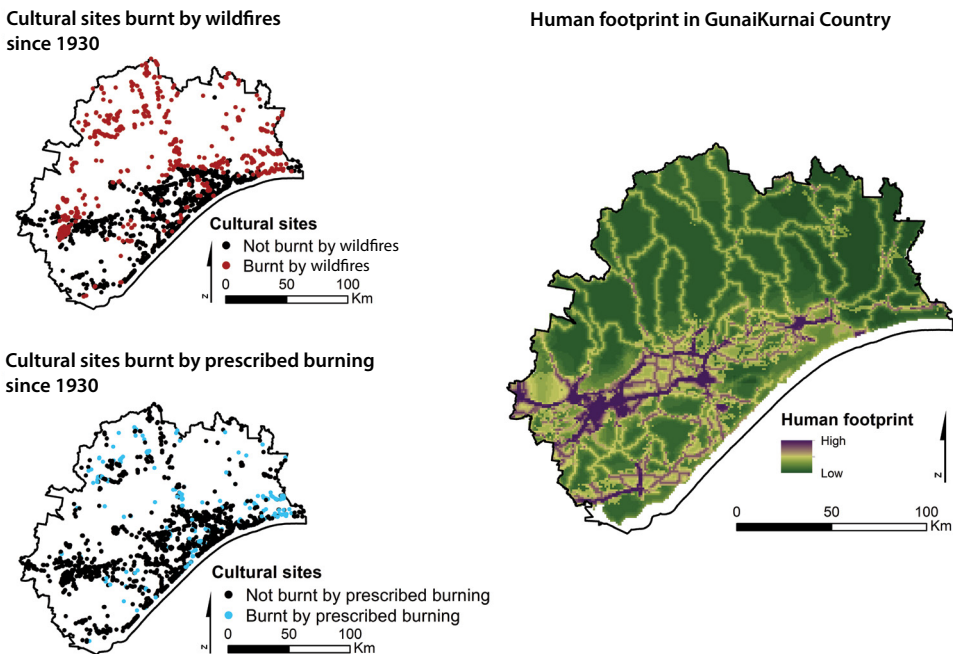 Cultural sites burnt by wildfires
since 1930
Cultural sites
Not burnt by wildfires
Burnt by wildfires
0 50 100
Km
N
Cultural sites burnt by prescribed burning
since 1930
Cultural sites
Not burnt by prescribed burning
Burnt by prescribed burning
0 50 100
Km
N
Human footprint in GunaiKurnai Country
Human footprint
High
Low
N
0 50 100
Km